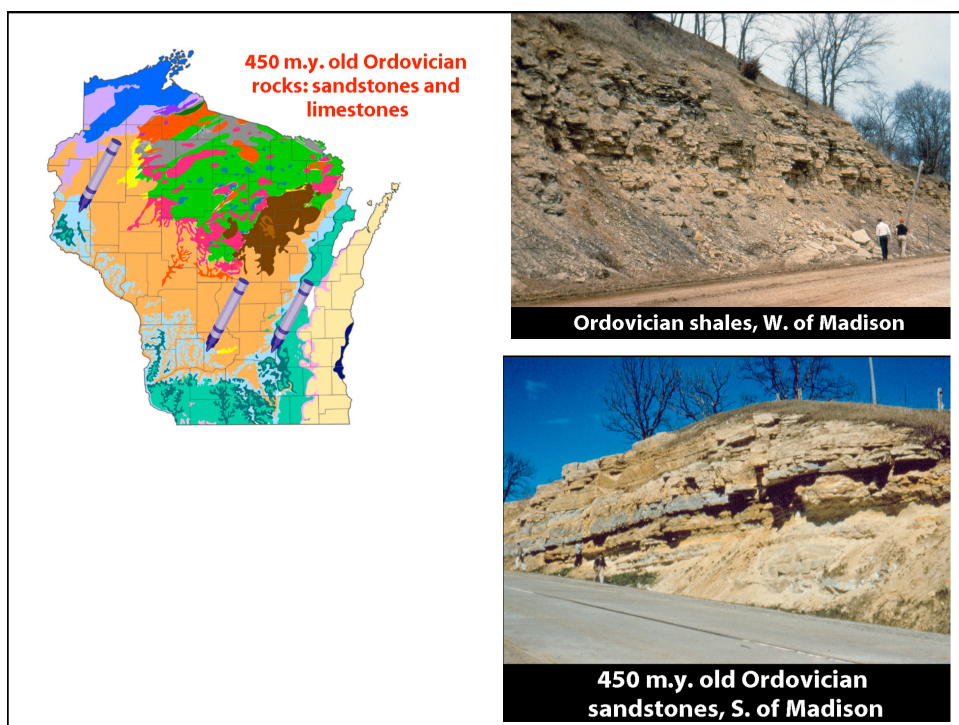 450 m.y. old Ordovician
rocks: sandstones and
limestones
Ordovician shales, W. of Madison
450 m.y. old Ordovician
sandstones, S. of Madison